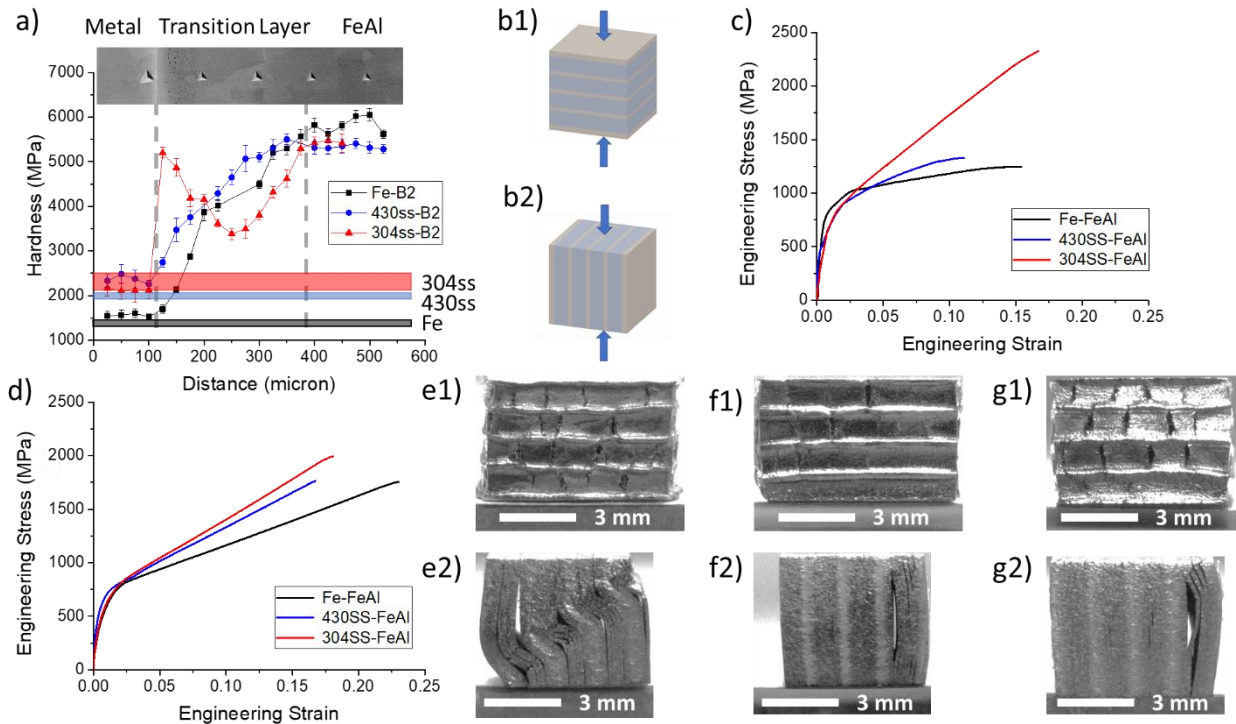 a)
Metal Transition Layer FeAl
7000
6000
5000
4000
3000
2000
1000
Hardness (MPa)
Fe-B2
430ss-B2
304ss-B2
304ss
430ss
Fe
0 100 200 300 400 500 600
Distance (micron)
b1)
b2)
c)
2500
2000
1500
1000
500
0
Engineering Stress (MPa)
Fe-FeAl
430SS-FeAl
304SS-FeAl
0.00 0.05 0.10 0.15 0.20 0.25
Engineering Strain
d)
2500
2000
1500
1000
500
0
Engineering Stress (MPa)
Fe-FeAl
430SS-FeAl
304SS-FeAl
0.00 0.05 0.10 0.15 0.20 0.25
Engineering Strain
e1)
3 mm
f1)
3 mm
g1)
3 mm
e2)
3 mm
f2)
3 mm
g2)
3 mm